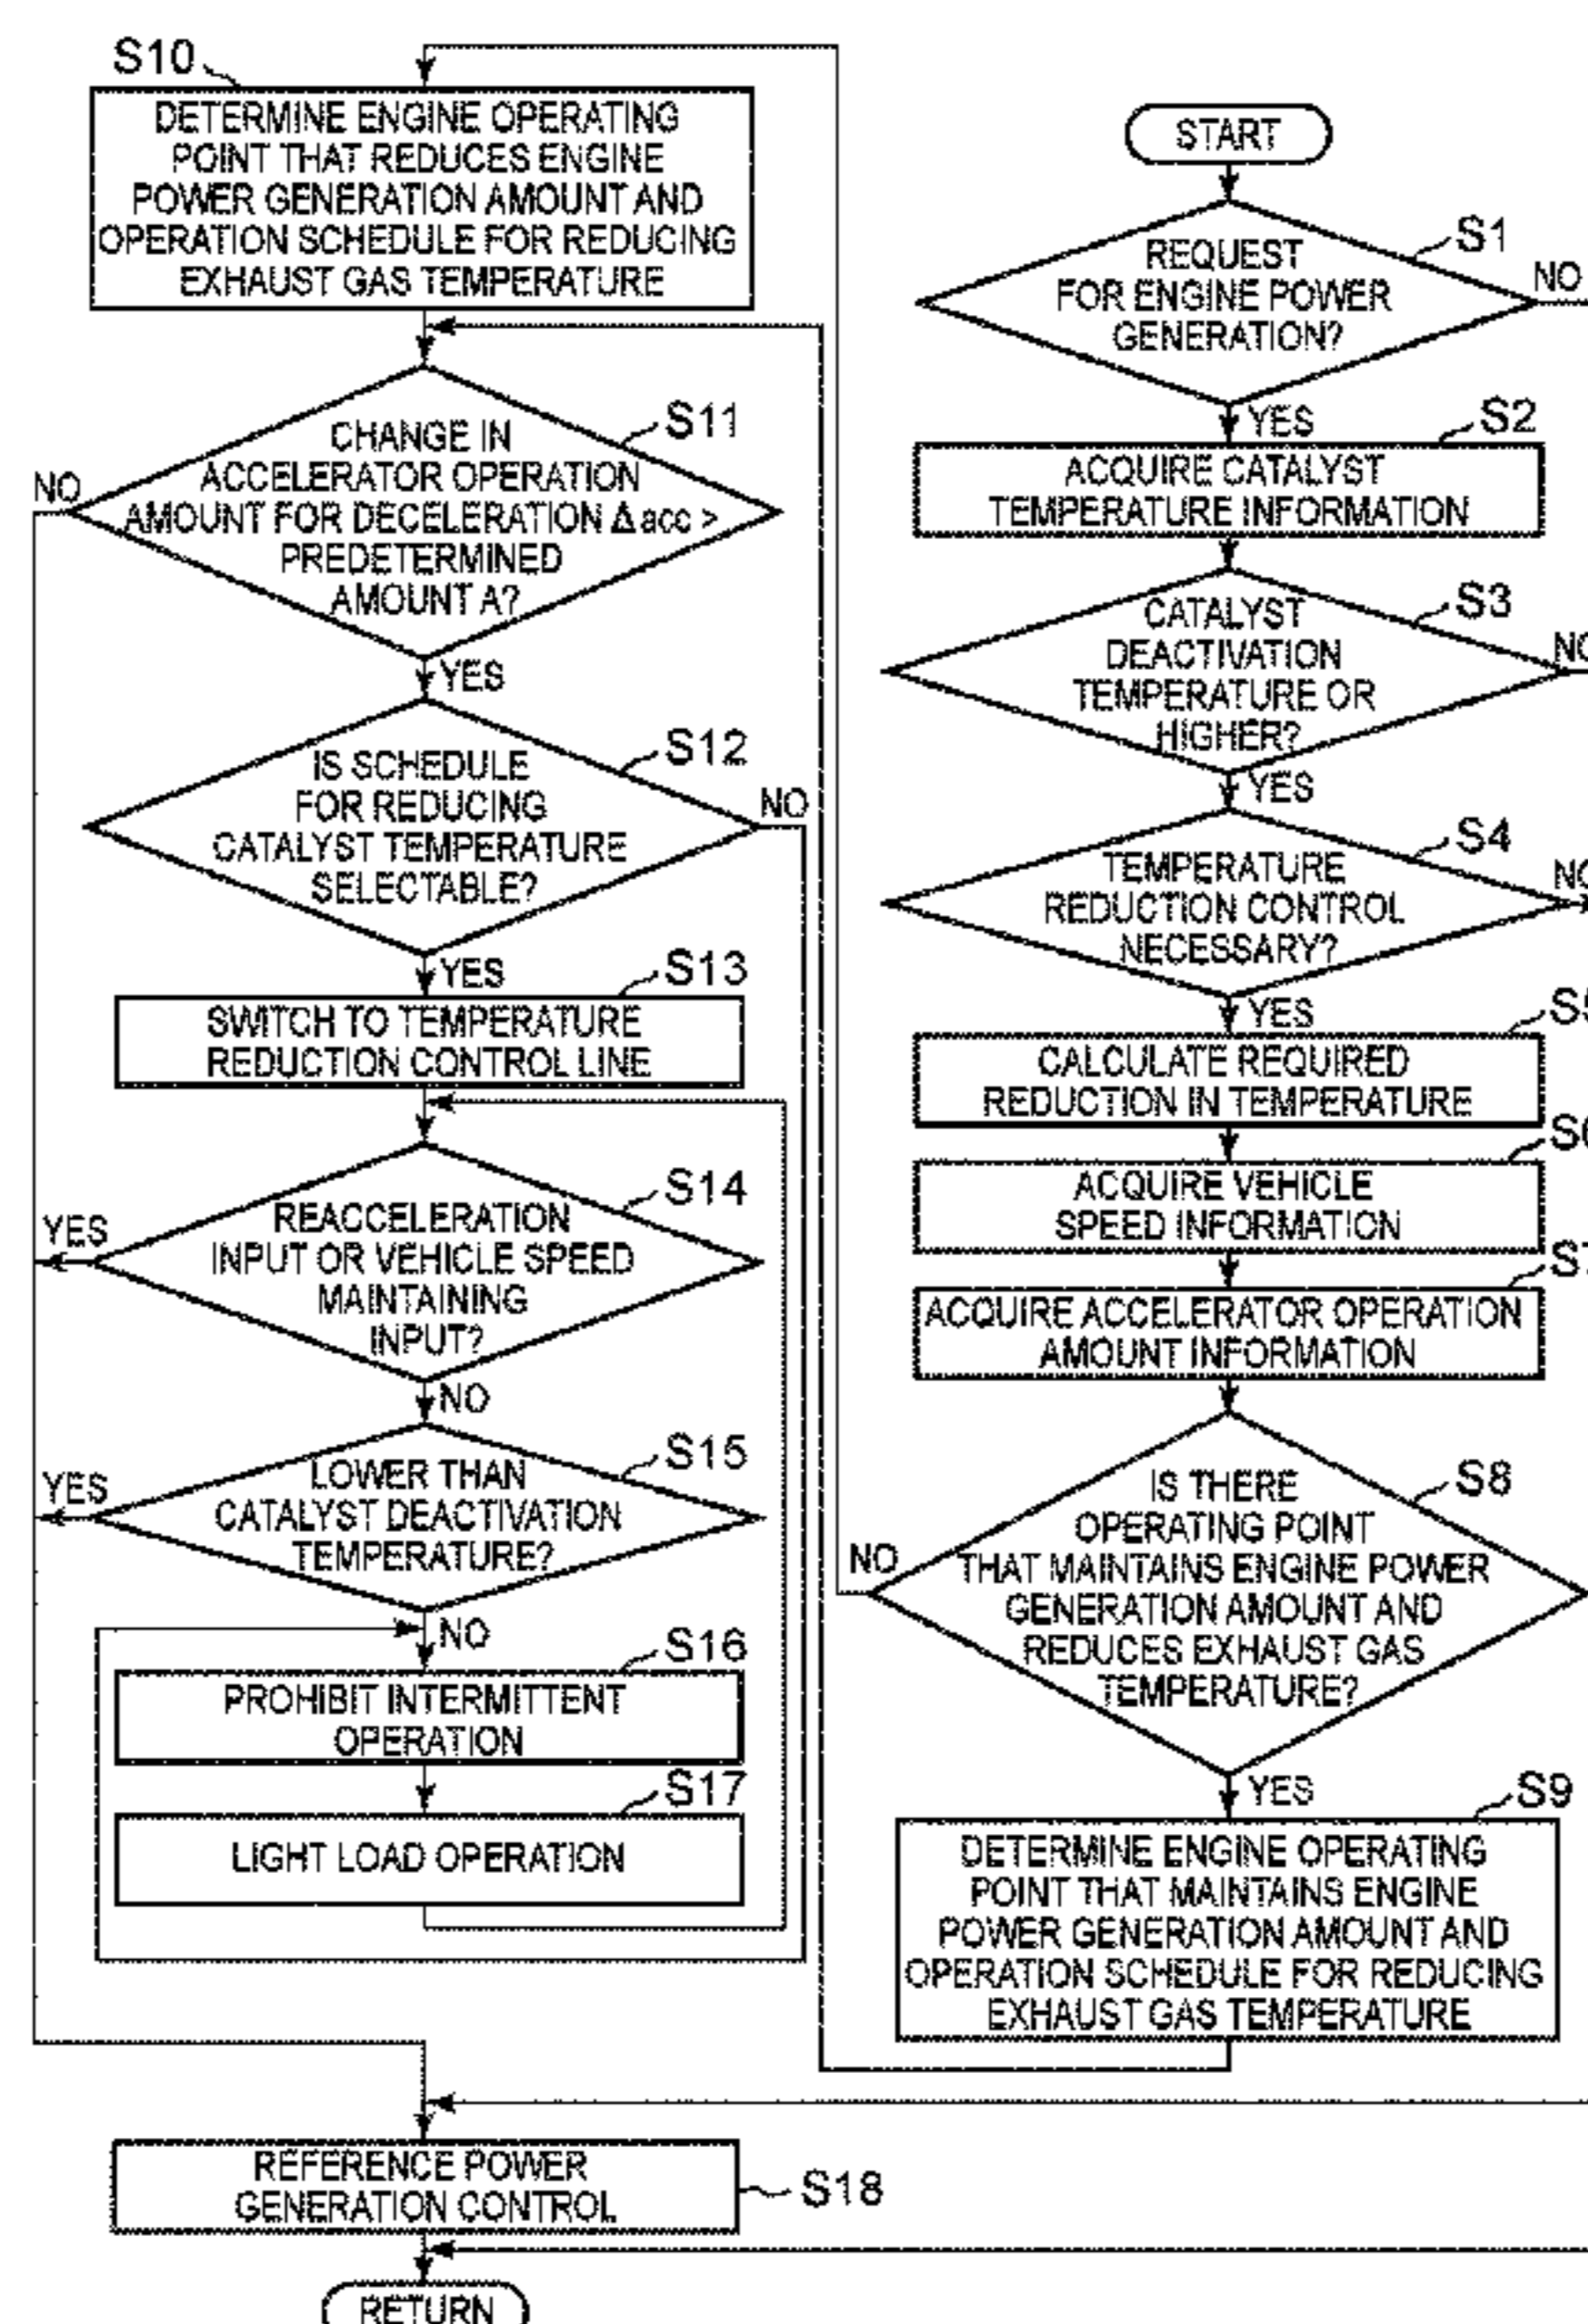 START
S1
REQUEST
FOR ENGINE POWER
GENERATION?
NO
YES
S2
ACQUIRE CATALYST
TEMPERATURE INFORMATION
S3
CATALYST
DEACTIVATION
TEMPERATURE OR
HIGHER?
NO
YES
S4
TEMPERATURE
REDUCTION CONTROL
NECESSARY?
NO
YES
S5
CALCULATE REQUIRED
REDUCTION IN TEMPERATURE
S6
ACQUIRE VEHICLE
SPEED INFORMATION
S7
ACQUIRE ACCELERATOR OPERATION
AMOUNT INFORMATION
S8
IS THERE
OPERATING POINT
THAT MAINTAINS ENGINE POWER
GENERATION AMOUNT AND
REDUCES EXHAUST GAS
TEMPERATURE?
NO
YES
S9
DETERMINE ENGINE OPERATING
POINT THAT MAINTAINS ENGINE
POWER GENERATION AMOUNT AND
OPERATION SCHEDULE FOR REDUCING
EXHAUST GAS TEMPERATURE
S10
DETERMINE ENGINE OPERATING
POINT THAT REDUCES ENGINE
POWER GENERATION AMOUNT AND
OPERATION SCHEDULE FOR REDUCING
EXHAUST GAS TEMPERATURE
S11
CHANGE IN
ACCELERATOR OPERATION
AMOUNT FOR DECELERATION Δacc >
PREDETERMINED
AMOUNT A?
NO
YES
S12
IS SCHEDULE
FOR REDUCING
CATALYST TEMPERATURE
SELECTABLE?
NO
YES
S13
SWITCH TO TEMPERATURE
REDUCTION CONTROL LINE
S14
REACCELERATION
INPUT OR VEHICLE SPEED
MAINTAINING
INPUT?
YES
NO
S15
LOWER THAN
CATALYST DEACTIVATION
TEMPERATURE?
YES
NO
S16
PROHIBIT INTERMITTENT
OPERATION
S17
LIGHT LOAD OPERATION
REFERENCE POWER
GENERATION CONTROL
S18
RETURN